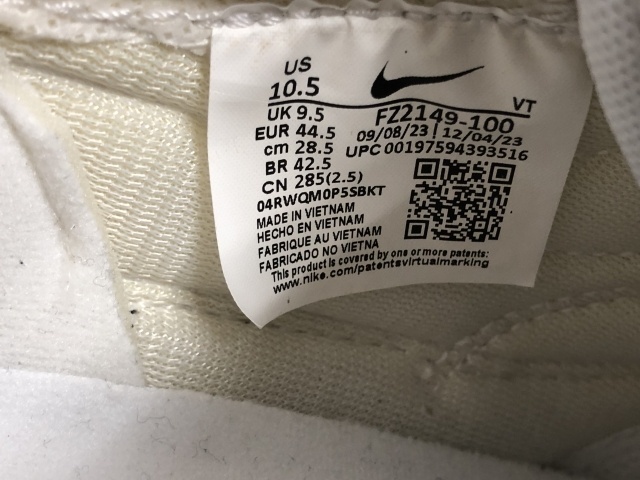 US
10.5
VT
UK 9.5
FZ2149-100
EUR 44.5
09/08/23 | 12/04/23
cm 28.5
UPC 00197594393516
BR 42.5
CN 285(2.5)
04RWQM0P5SBKT
MADE IN VIETNAM
HECHO EN VIETNAM
FABRIQUE AU VIETNAM
FABRICADO NO VIETNA
This product is covered by one or more patents:
www.nike.com/patentsvirtualmarking